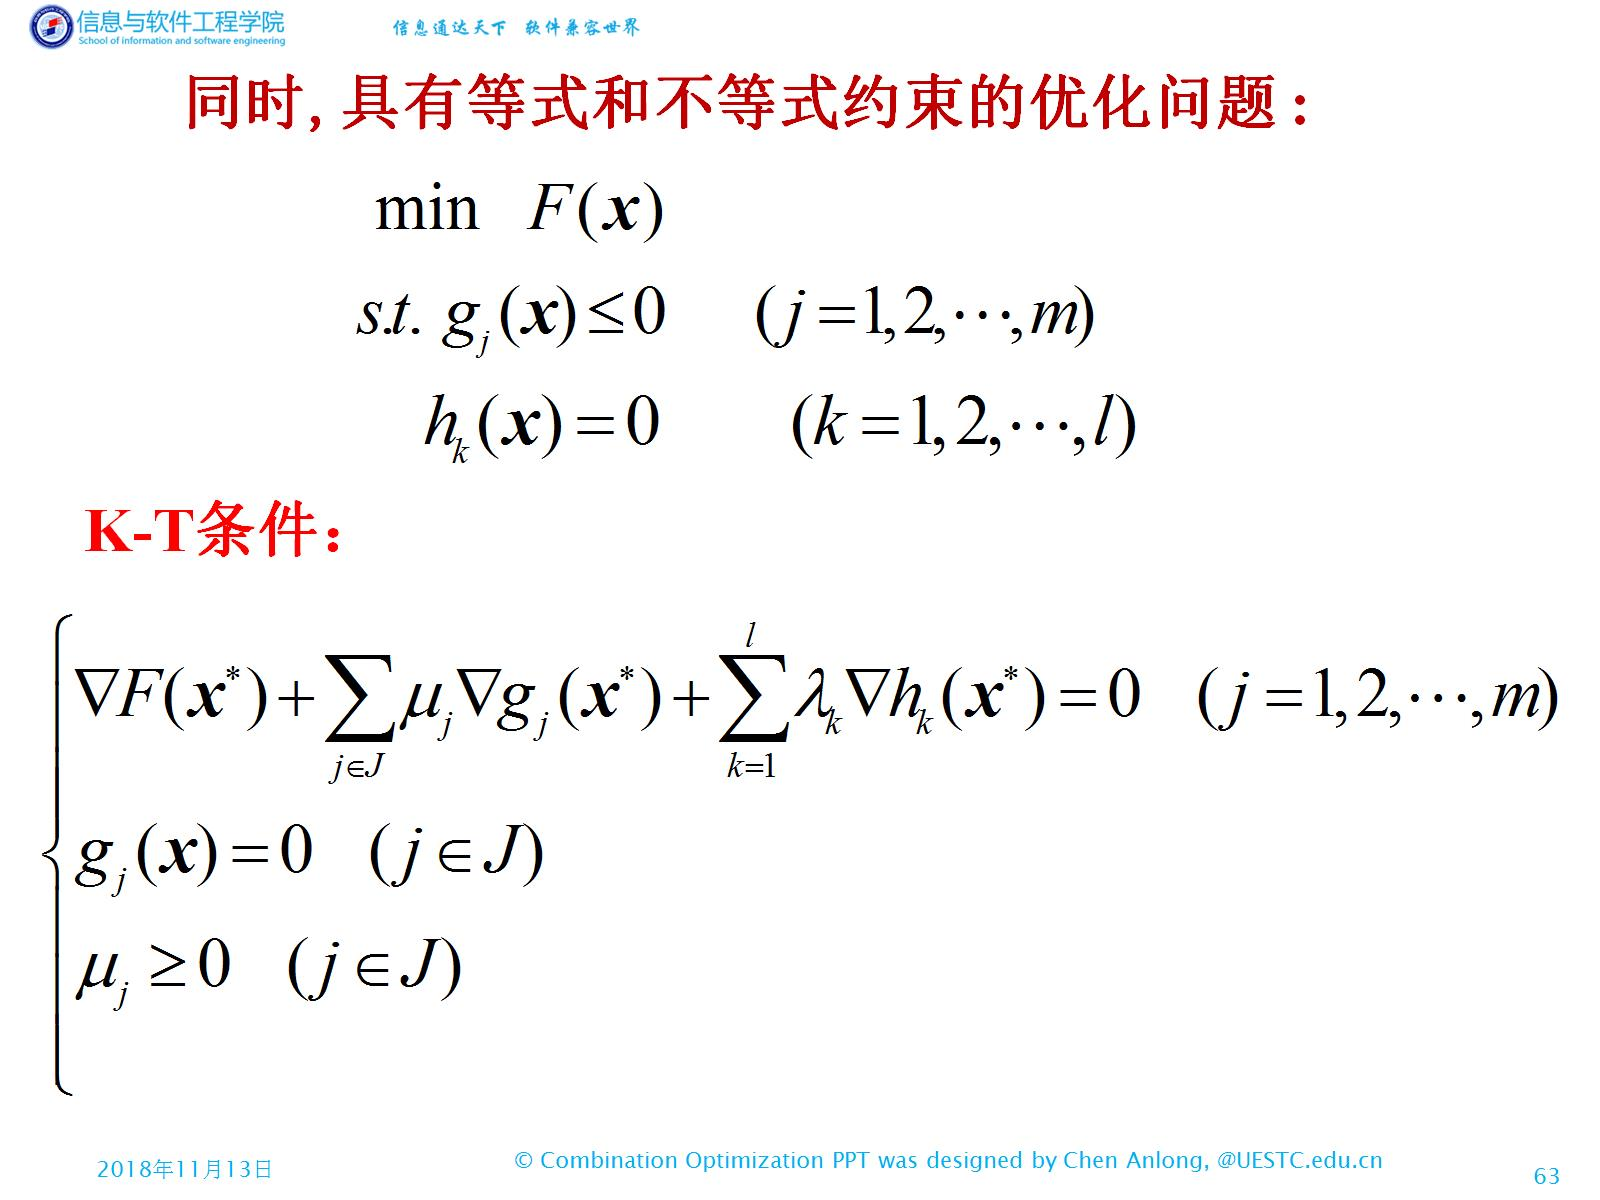 信息与软件工程学院
School of information and software engineering
信息通达天下 软件兼容世界
同时,具有等式和不等式约束的优化问题:
min F(x)
s.t. g_j(x)≤0 (j=1,2,⋯,m)
h_k(x)=0 (k=1,2,⋯,l)
K-T条件：
∇F(x*)+∑_{j∈J} μ_j∇g_j(x*)+∑_{k=1}^{l} λ_k∇h_k(x*)=0 (j=1,2,⋯,m)
g_j(x)=0 (j∈J)
μ_j≥0 (j∈J)
2018年11月13日
© Combination Optimization PPT was designed by Chen Anlong, @UESTC.edu.cn
63